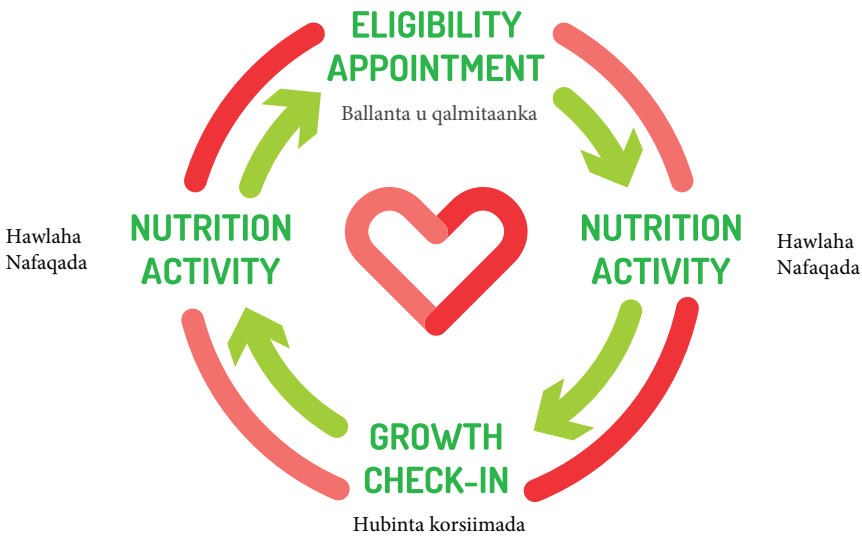 ELIGIBILITY
APPOINTMENT
Ballanta u qalmitaanka
Hawlaha
Nafaqada
NUTRITION
ACTIVITY
NUTRITION
ACTIVITY
Hawlaha
Nafaqada
GROWTH
CHECK-IN
Hubinta korsiimada